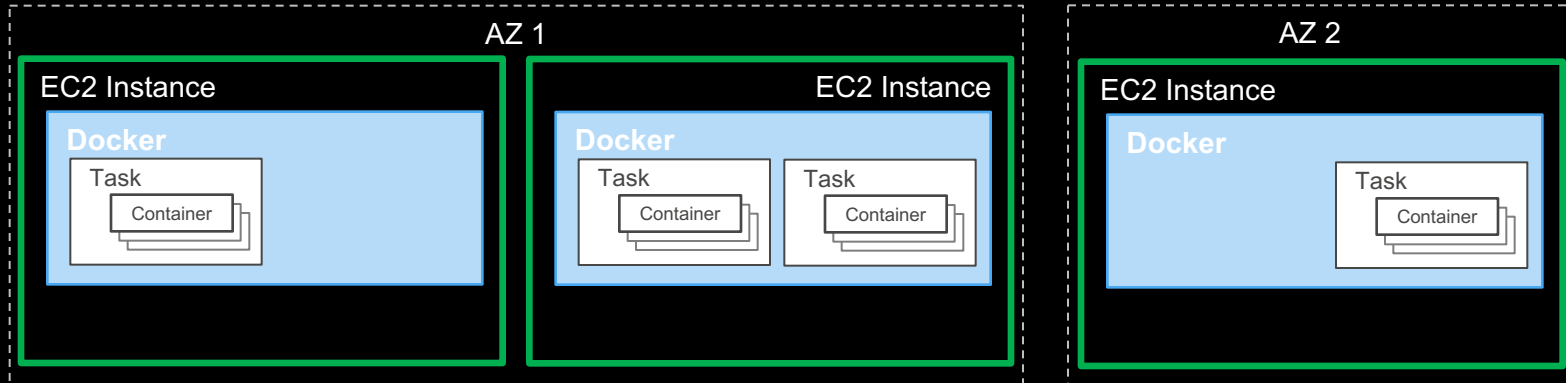 AZ 1
EC2 Instance
Docker
Task
Container
EC2 Instance
Docker
Task
Container
Task
Container
AZ 2
EC2 Instance
Docker
Task
Container